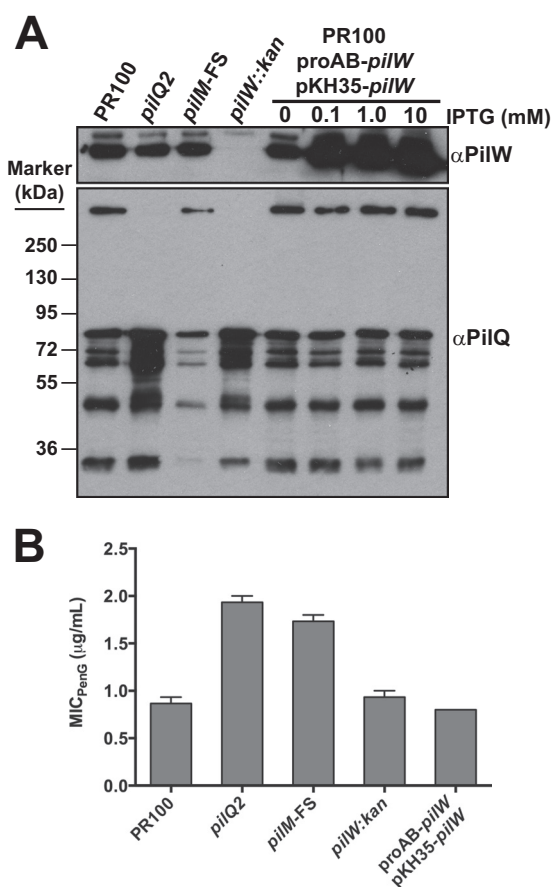 A
PR100
pilQ2
pilM-FS
pilW::kan
PR100
proAB-pilW
pKH35-pilW
0 0.1 1.0 10 IPTG (mM)
αPilW
Marker
(kDa)
250
130
95
72
55
36
αPilQ
B
MIC PenG (μg/mL)
2.5
2.0
1.5
1.0
0.5
0.0
PR100
pilQ2
pilM-FS
pilW:kan
proAB-pilW
pKH35-pilW